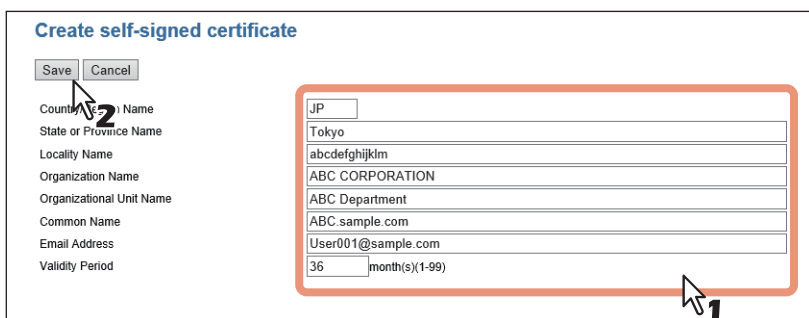 Create self-signed certificate
Save Cancel
2
Country/Region Name JP
State or Province Name Tokyo
Locality Name abcdefghijklm
Organization Name ABC CORPORATION
Organizational Unit Name ABC Department
Common Name ABC.sample.com
Email Address User001@sample.com
Validity Period 36 month(s)(1-99)
1